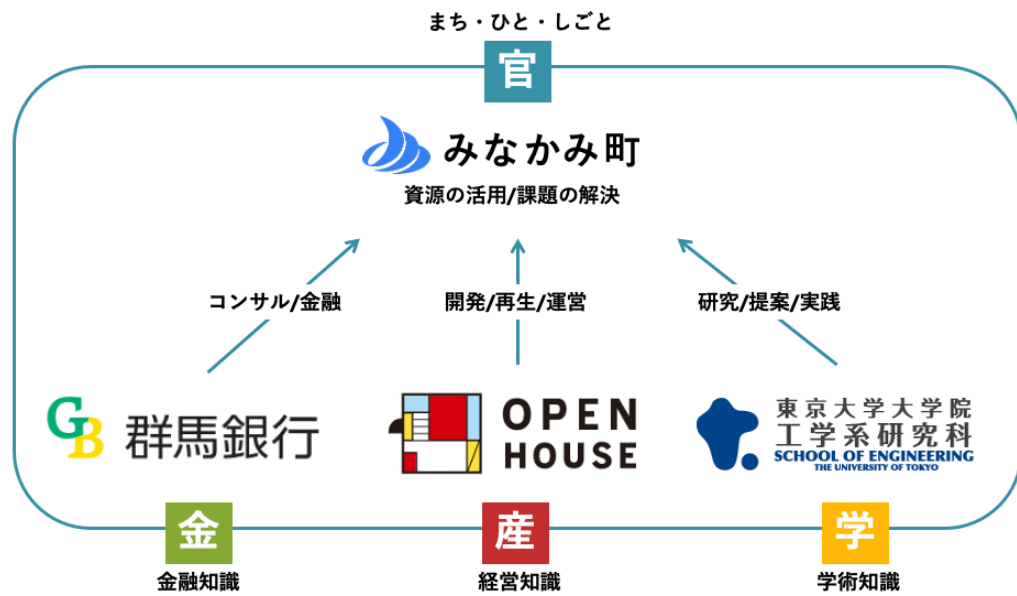 まち・ひと・しごと
官
みなかみ町
資源の活用/課題の解決
コンサル/金融
開発/再生/運営
研究/提案/実践
GB 群馬銀行
OPEN
HOUSE
東京大学大学院
工学系研究科
SCHOOL OF ENGINEERING
THE UNIVERSITY OF TOKYO
金
産
学
金融知識
経営知識
学術知識